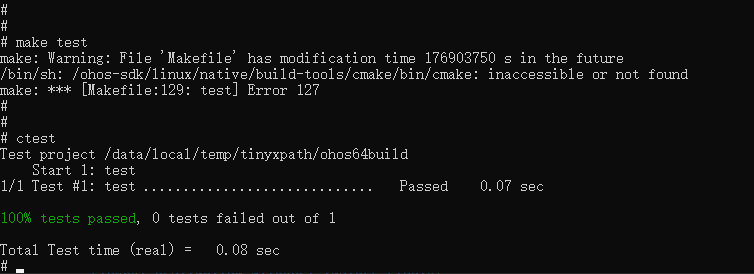 #
#
# make test
make: Warning: File 'Makefile' has modification time 176903750 s in the future
/bin/sh: /ohos-sdk/linux/native/build-tools/cmake/bin/cmake: inaccessible or not found
make: *** [Makefile:129: test] Error 127
#
#
# ctest
Test project /data/local/temp/tinyxpath/ohos64build
    Start 1: test
1/1 Test #1: test .............................   Passed    0.07 sec

100% tests passed, 0 tests failed out of 1

Total Test time (real) =   0.08 sec
#